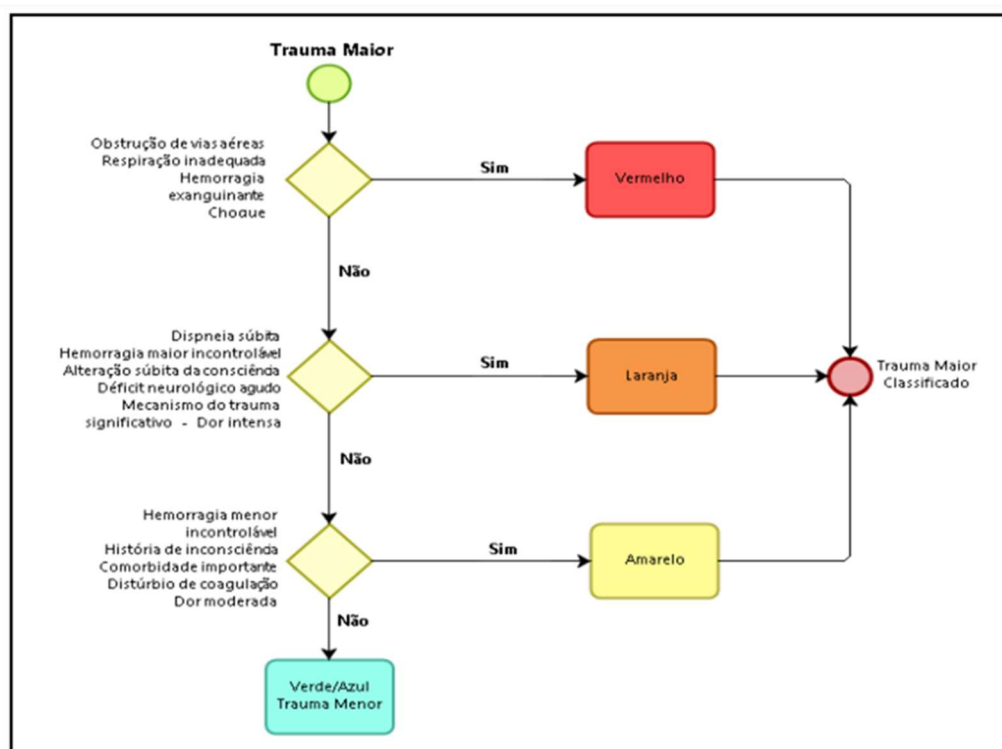 Trauma Maior
Obstrução de vias aéreas
Respiração inadequada
Hemorragia
exanguinante
Choque
Sim
Vermelho
Não
Dispneia súbita
Hemorragia maior incontrolável
Alteração súbita da consciência
Déficit neurológico agudo
Mecanismo do trauma
significativo - Dor intensa
Sim
Laranja
Trauma Maior
Classificado
Não
Hemorragia menor
incontrolável
História de inconsciência
Comorbidade importante
Distúrbio de coagulação
Dor moderada
Sim
Amarelo
Não
Verde/Azul
Trauma Menor